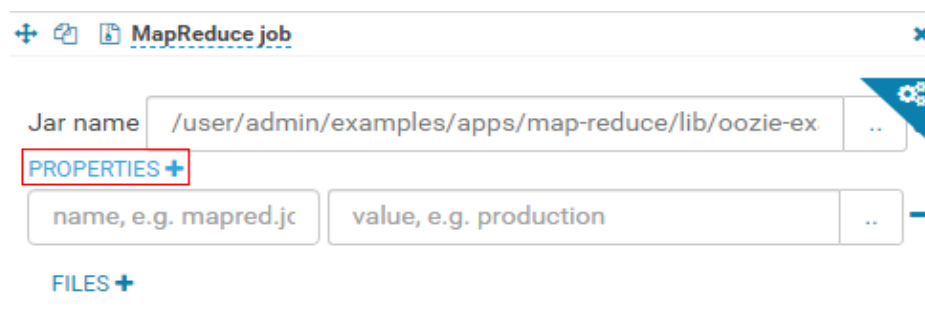 MapReduce job
Jar name /user/admin/examples/apps/map-reduce/lib/oozie-ex ..
PROPERTIES +
name, e.g. mapred.jc value, e.g. production ..
FILES +